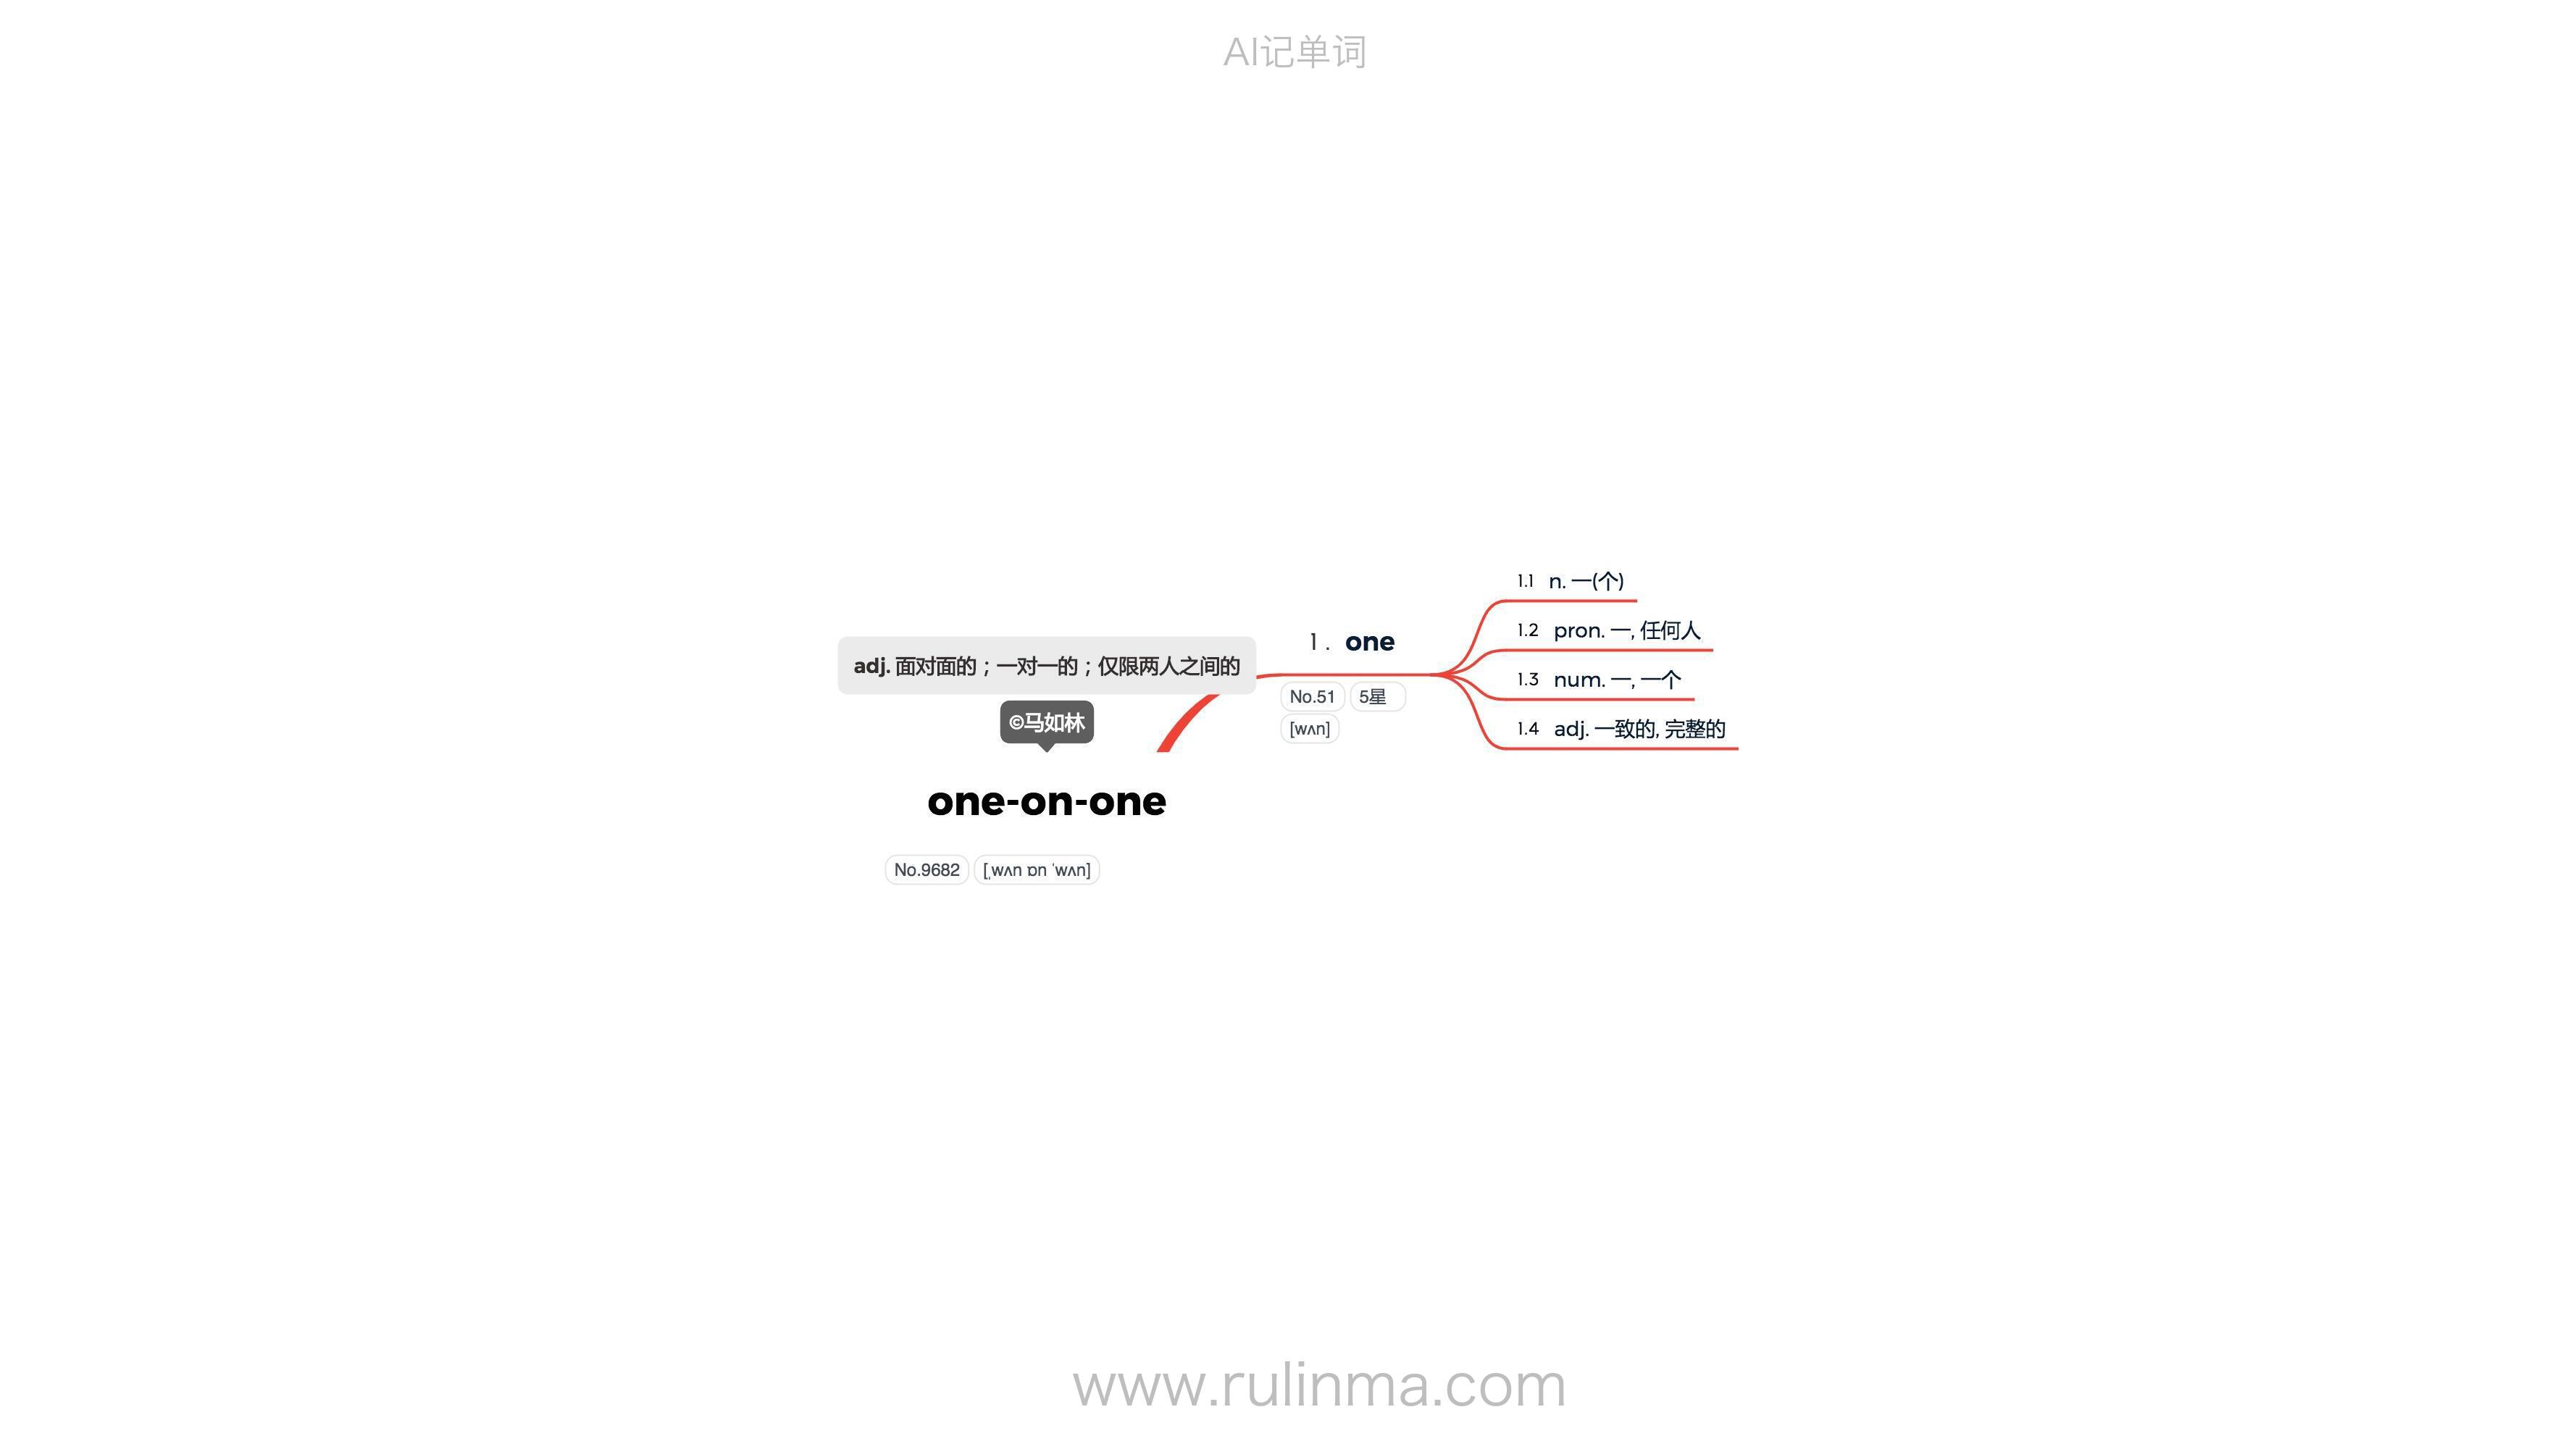 AI记单词
adj. 面对面的；一对一的；仅限两人之间的
©马如林
one-on-one
No.9682 [ˌwʌn ɒn ˈwʌn]
1. one
No.51 5星
[wʌn]
1.1 n. 一(个)
1.2 pron. 一, 任何人
1.3 num. 一, 一个
1.4 adj. 一致的, 完整的
www.rulinma.com